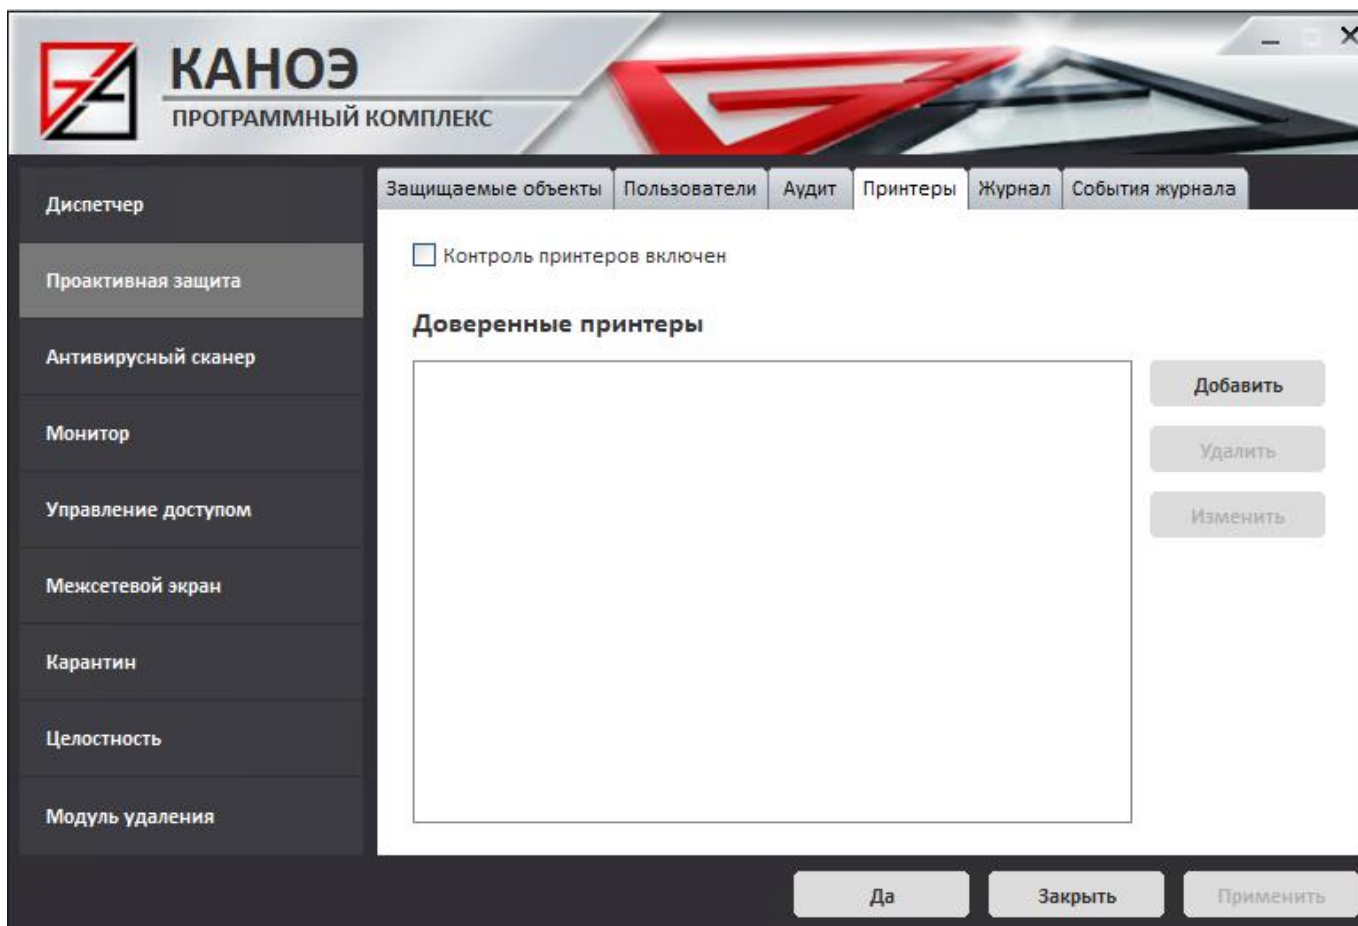 КАНОЭ
ПРОГРАММНЫЙ КОМПЛЕКС
Диспетчер
Проактивная защита
Антивирусный сканер
Монитор
Управление доступом
Межсетевой экран
Карантин
Целостность
Модуль удаления
Защищаемые объекты Пользователи Аудит Принтеры Журнал События журнала
Контроль принтеров включен
Доверенные принтеры
Добавить
Удалить
Изменить
Да Закрыть Применить